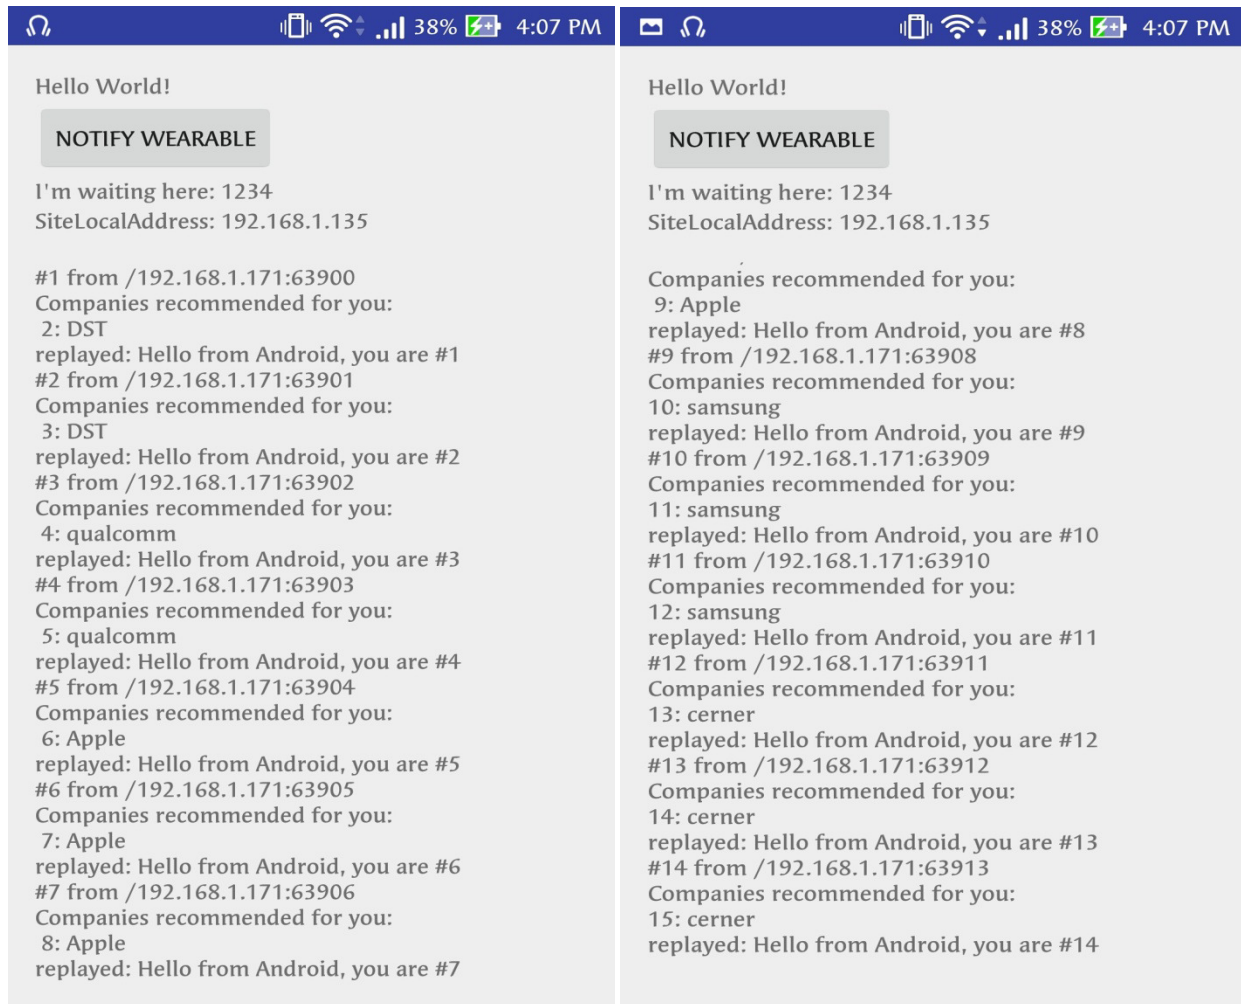 38% 4:07 PM
Hello World!
NOTIFY WEARABLE
I'm waiting here: 1234
SiteLocalAddress: 192.168.1.135
#1 from /192.168.1.171:63900
Companies recommended for you:
2: DST
replayed: Hello from Android, you are #1
#2 from /192.168.1.171:63901
Companies recommended for you:
3: DST
replayed: Hello from Android, you are #2
#3 from /192.168.1.171:63902
Companies recommended for you:
4: qualcomm
replayed: Hello from Android, you are #3
#4 from /192.168.1.171:63903
Companies recommended for you:
5: qualcomm
replayed: Hello from Android, you are #4
#5 from /192.168.1.171:63904
Companies recommended for you:
6: Apple
replayed: Hello from Android, you are #5
#6 from /192.168.1.171:63905
Companies recommended for you:
7: Apple
replayed: Hello from Android, you are #6
#7 from /192.168.1.171:63906
Companies recommended for you:
8: Apple
replayed: Hello from Android, you are #7
38% 4:07 PM
Hello World!
NOTIFY WEARABLE
I'm waiting here: 1234
SiteLocalAddress: 192.168.1.135
Companies recommended for you:
9: Apple
replayed: Hello from Android, you are #8
#9 from /192.168.1.171:63908
Companies recommended for you:
10: samsung
replayed: Hello from Android, you are #9
#10 from /192.168.1.171:63909
Companies recommended for you:
11: samsung
replayed: Hello from Android, you are #10
#11 from /192.168.1.171:63910
Companies recommended for you:
12: samsung
replayed: Hello from Android, you are #11
#12 from /192.168.1.171:63911
Companies recommended for you:
13: cerner
replayed: Hello from Android, you are #12
#13 from /192.168.1.171:63912
Companies recommended for you:
14: cerner
replayed: Hello from Android, you are #13
#14 from /192.168.1.171:63913
Companies recommended for you:
15: cerner
replayed: Hello from Android, you are #14